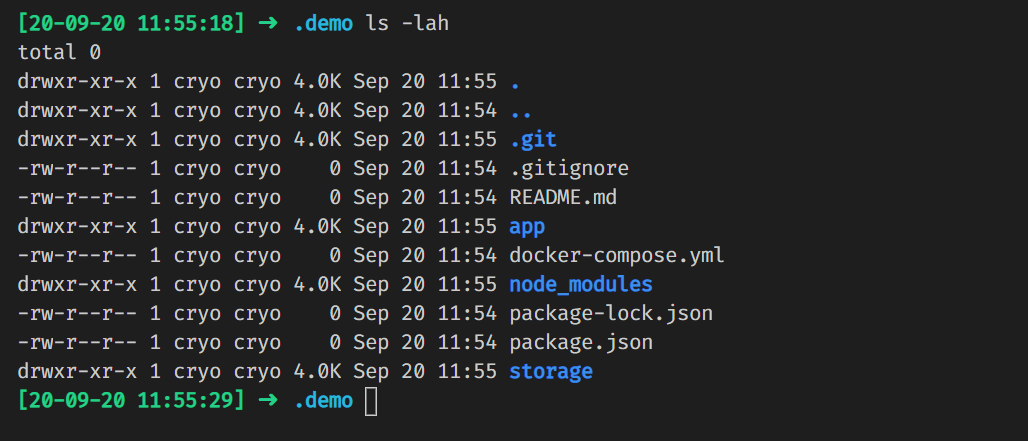 [20-09-20 11:55:18] → .demo ls -lah
total 0
drwxr-xr-x 1 cryo cryo 4.0K Sep 20 11:55 .
drwxr-xr-x 1 cryo cryo 4.0K Sep 20 11:54 ..
drwxr-xr-x 1 cryo cryo 4.0K Sep 20 11:55 .git
-rw-r--r-- 1 cryo cryo    0 Sep 20 11:54 .gitignore
-rw-r--r-- 1 cryo cryo    0 Sep 20 11:54 README.md
drwxr-xr-x 1 cryo cryo 4.0K Sep 20 11:55 app
-rw-r--r-- 1 cryo cryo    0 Sep 20 11:54 docker-compose.yml
drwxr-xr-x 1 cryo cryo 4.0K Sep 20 11:55 node_modules
-rw-r--r-- 1 cryo cryo    0 Sep 20 11:54 package-lock.json
-rw-r--r-- 1 cryo cryo    0 Sep 20 11:54 package.json
drwxr-xr-x 1 cryo cryo 4.0K Sep 20 11:55 storage
[20-09-20 11:55:29] → .demo